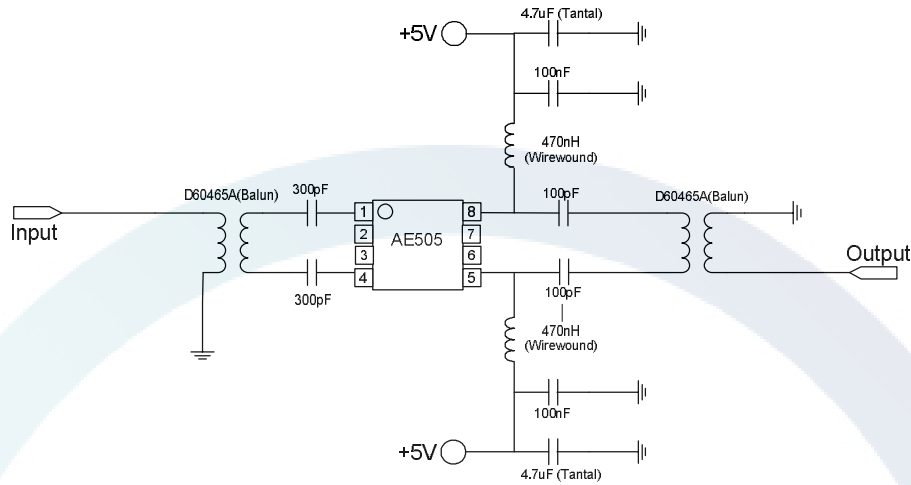 4.7uF (Tantal)
+5V
100nF
470nH
(Wirewound)
D60465A(Balun)
300pF
100pF
D60465A(Balun)
1
8
Input
2
AE505
7
3
6
Output
4
5
300pF
100pF
470nH
(Wirewound)
100nF
+5V
4.7uF (Tantal)